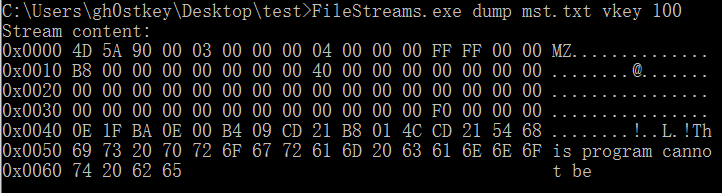 C:\Users\gh0stkey\Desktop\test>FileStreams.exe dump mst.txt vkey 100
Stream content:
0x0000 4D 5A 90 00 03 00 00 00 04 00 00 00 FF FF 00 00 MZ..............
0x0010 B8 00 00 00 00 00 00 00 40 00 00 00 00 00 00 00 ........@.......
0x0020 00 00 00 00 00 00 00 00 00 00 00 00 00 00 00 00 ................
0x0030 00 00 00 00 00 00 00 00 00 00 00 00 F0 00 00 00 ................
0x0040 0E 1F BA 0E 00 B4 09 CD 21 B8 01 4C CD 21 54 68 ........!..L.!Th
0x0050 69 73 20 70 72 6F 67 72 61 6D 20 63 61 6E 6E 6F is program canno
0x0060 74 20 62 65 t be